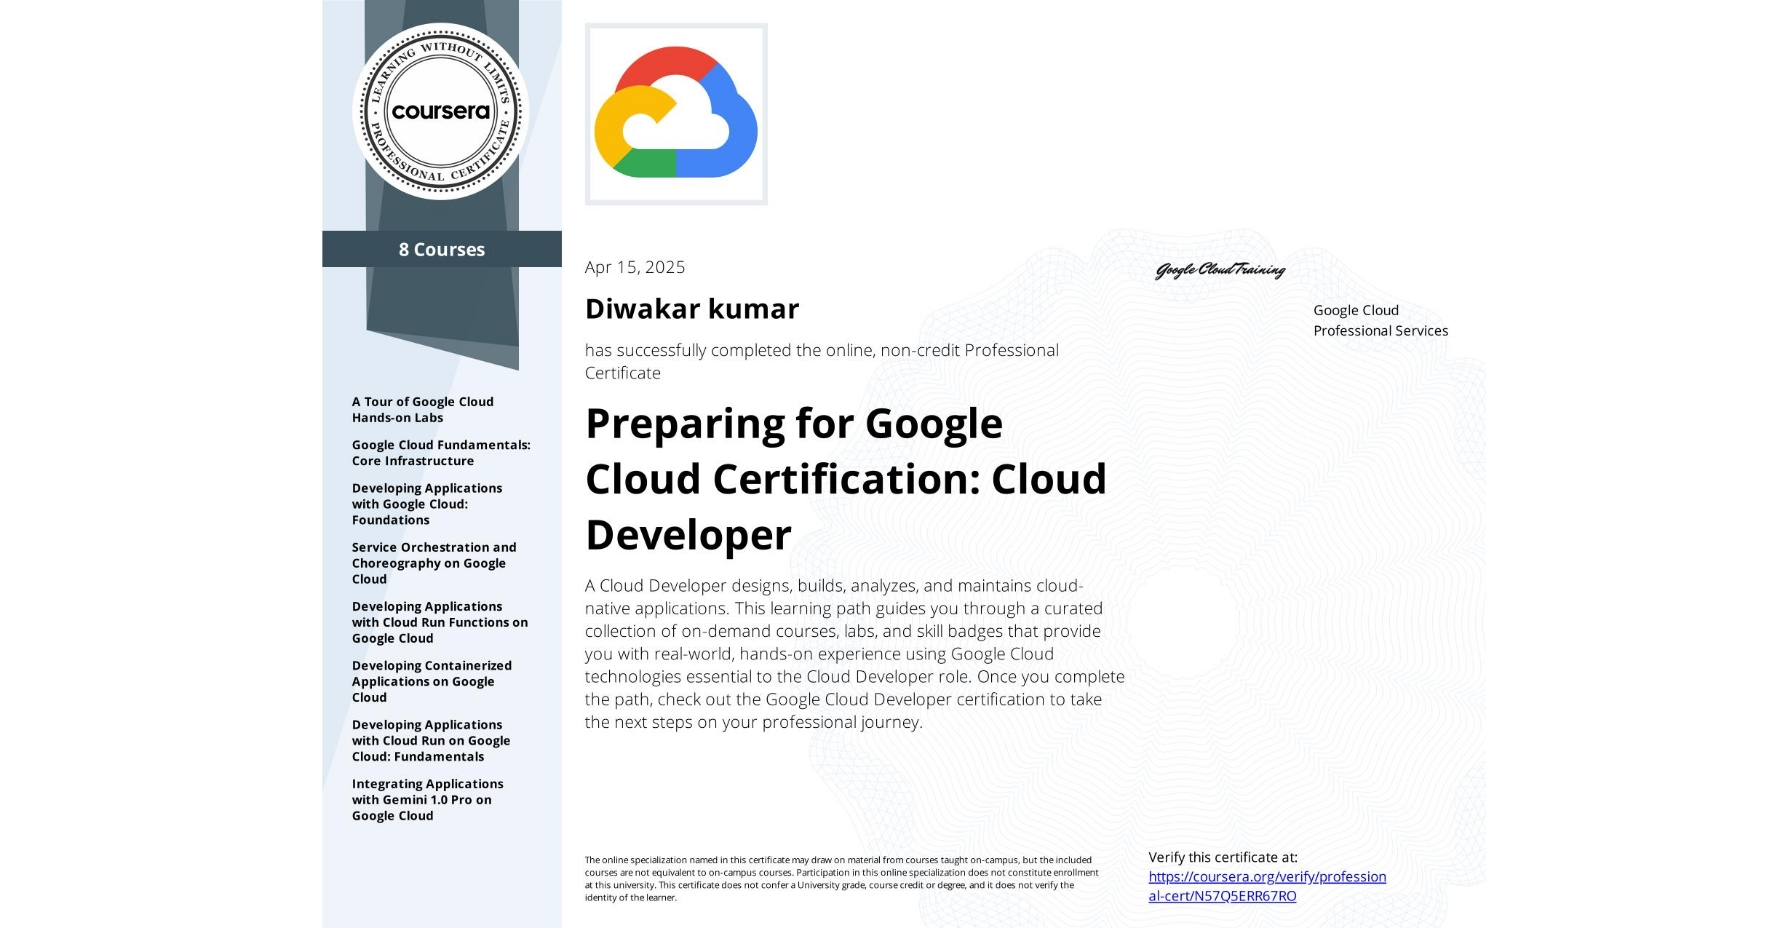 LEARNING WITHOUT LIMITS
coursera
PROFESSIONAL CERTIFICATE
8 Courses
A Tour of Google Cloud
Hands-on Labs
Google Cloud Fundamentals:
Core Infrastructure
Developing Applications
with Google Cloud:
Foundations
Service Orchestration and
Choreography on Google
Cloud
Developing Applications
with Cloud Run Functions on
Google Cloud
Developing Containerized
Applications on Google
Cloud
Developing Applications
with Cloud Run on Google
Cloud: Fundamentals
Integrating Applications
with Gemini 1.0 Pro on
Google Cloud
Apr 15, 2025
Diwakar kumar
has successfully completed the online, non-credit Professional
Certificate
Preparing for Google
Cloud Certification: Cloud
Developer
A Cloud Developer designs, builds, analyzes, and maintains cloud-
native applications. This learning path guides you through a curated
collection of on-demand courses, labs, and skill badges that provide
you with real-world, hands-on experience using Google Cloud
technologies essential to the Cloud Developer role. Once you complete
the path, check out the Google Cloud Developer certification to take
the next steps on your professional journey.
Google Cloud Training
Google Cloud
Professional Services
The online specialization named in this certificate may draw on material from courses taught on-campus, but the included
courses are not equivalent to on-campus courses. Participation in this online specialization does not constitute enrollment
at this university. This certificate does not confer a University grade, course credit or degree, and it does not verify the
identity of the learner.
Verify this certificate at:
https://coursera.org/verify/profession
al-cert/N57Q5ERR67RO